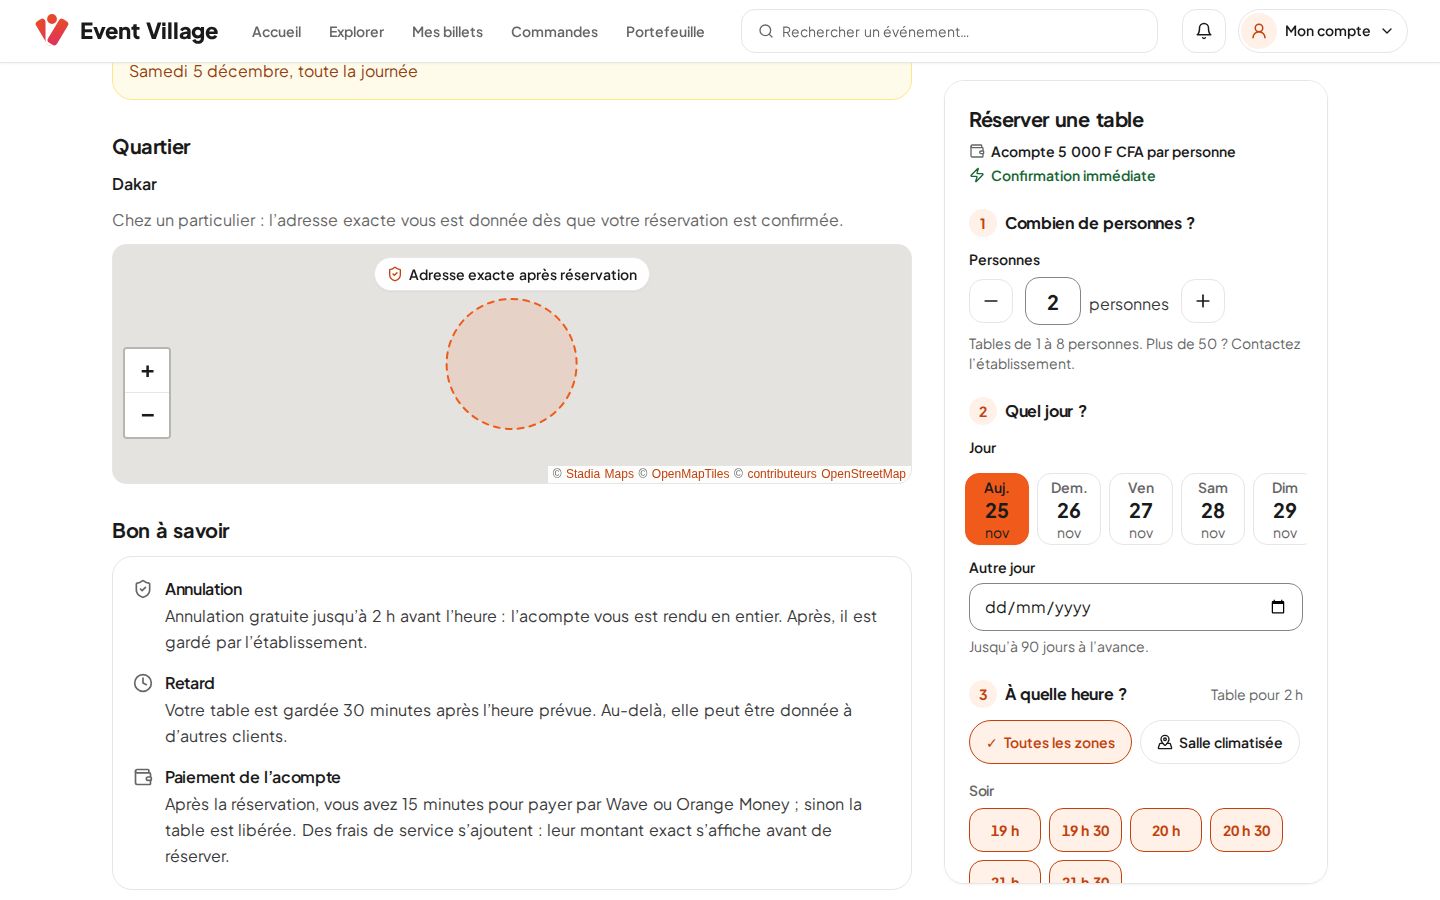 Event Village
Accueil
Explorer
Mes billets
Commandes
Portefeuille
Rechercher un événement…
Mon compte
Samedi 5 décembre, toute la journée
Quartier
Dakar
Chez un particulier : l’adresse exacte vous est donnée dès que votre réservation est confirmée.
Adresse exacte après réservation
+
−
© Stadia Maps © OpenMapTiles © contributeurs OpenStreetMap
Bon à savoir
Annulation
Annulation gratuite jusqu’à 2 h avant l’heure : l’acompte vous est rendu en entier. Après, il est
gardé par l’établissement.
Retard
Votre table est gardée 30 minutes après l’heure prévue. Au-delà, elle peut être donnée à
d’autres clients.
Paiement de l’acompte
Après la réservation, vous avez 15 minutes pour payer par Wave ou Orange Money ; sinon la
table est libérée. Des frais de service s’ajoutent : leur montant exact s’affiche avant de
réserver.
Réserver une table
Acompte 5 000 F CFA par personne
Confirmation immédiate
1 Combien de personnes ?
Personnes
− 2 personnes +
Tables de 1 à 8 personnes. Plus de 50 ? Contactez
l’établissement.
2 Quel jour ?
Jour
Auj. Dem. Ven Sam Dim
25 26 27 28 29
nov nov nov nov nov
Autre jour
dd/mm/yyyy
Jusqu’à 90 jours à l’avance.
3 À quelle heure ? Table pour 2 h
✓ Toutes les zones Salle climatisée
Soir
19 h 19 h 30 20 h 20 h 30
21 h 21 h 30